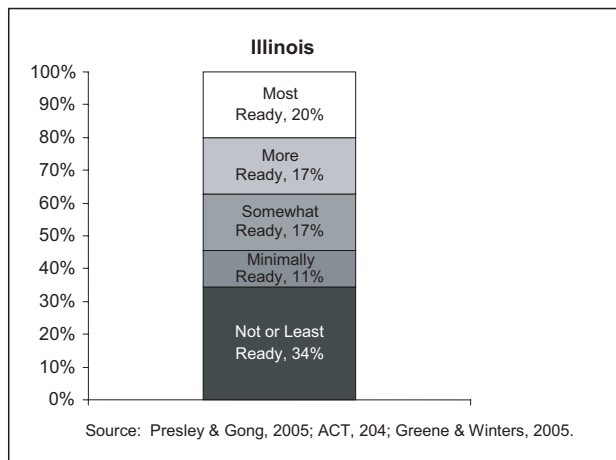 Illinois
100%
90%
80%
70%
60%
50%
40%
30%
20%
10%
0%
Most
Ready, 20%
More
Ready, 17%
Somewhat
Ready, 17%
Minimally
Ready, 11%
Not or Least
Ready, 34%
Source: Presley & Gong, 2005; ACT, 204; Greene & Winters, 2005.